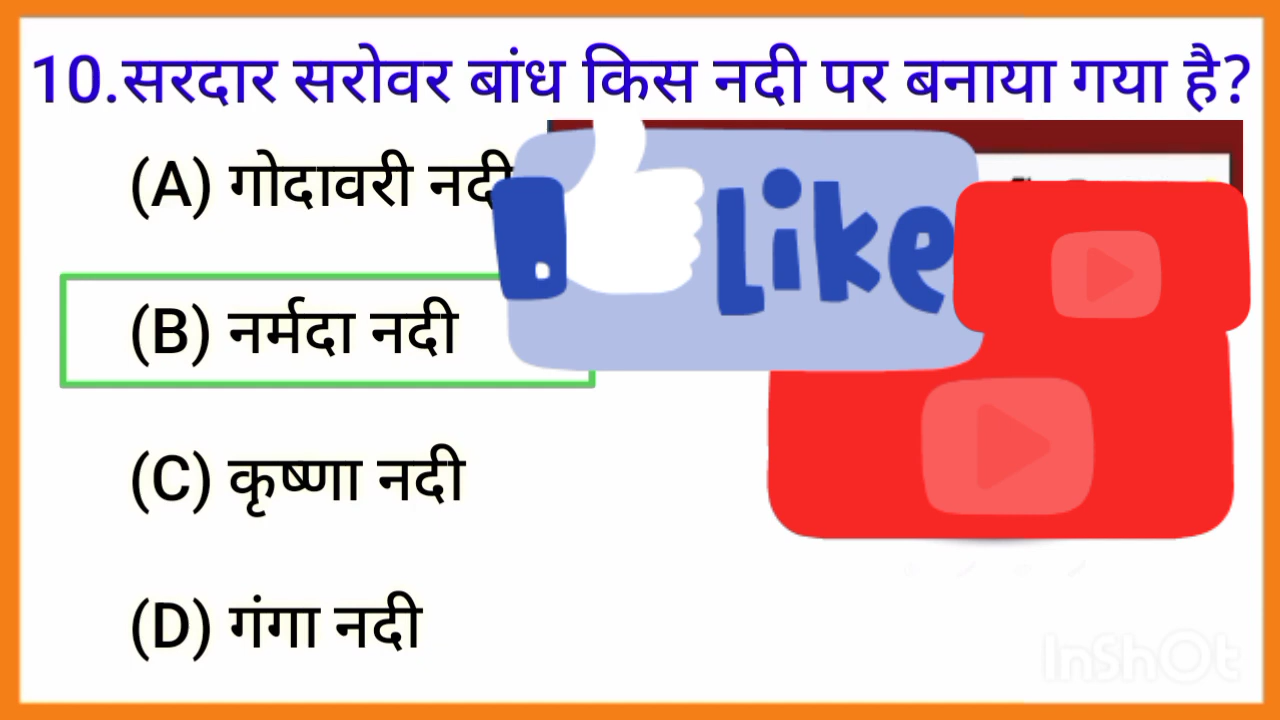 10.सरदार सरोवर बांध किस नदी पर बनाया गया है?
(A) गोदावरी नदी
Like
(B) नर्मदा नदी
(C) कृष्णा नदी
(D) गंगा नदी
InShOt